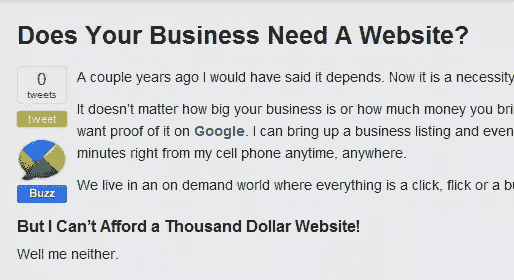 Does Your Business Need A Website?
0
tweets
tweet
Buzz
A couple years ago I would have said it depends. Now it is a necessity
It doesn't matter how big your business is or how much money you bri
want proof of it on Google. I can bring up a business listing and even
minutes right from my cell phone anytime, anywhere.
We live in an on demand world where everything is a click, flick or a bu
But I Can't Afford a Thousand Dollar Website!
Well me neither.